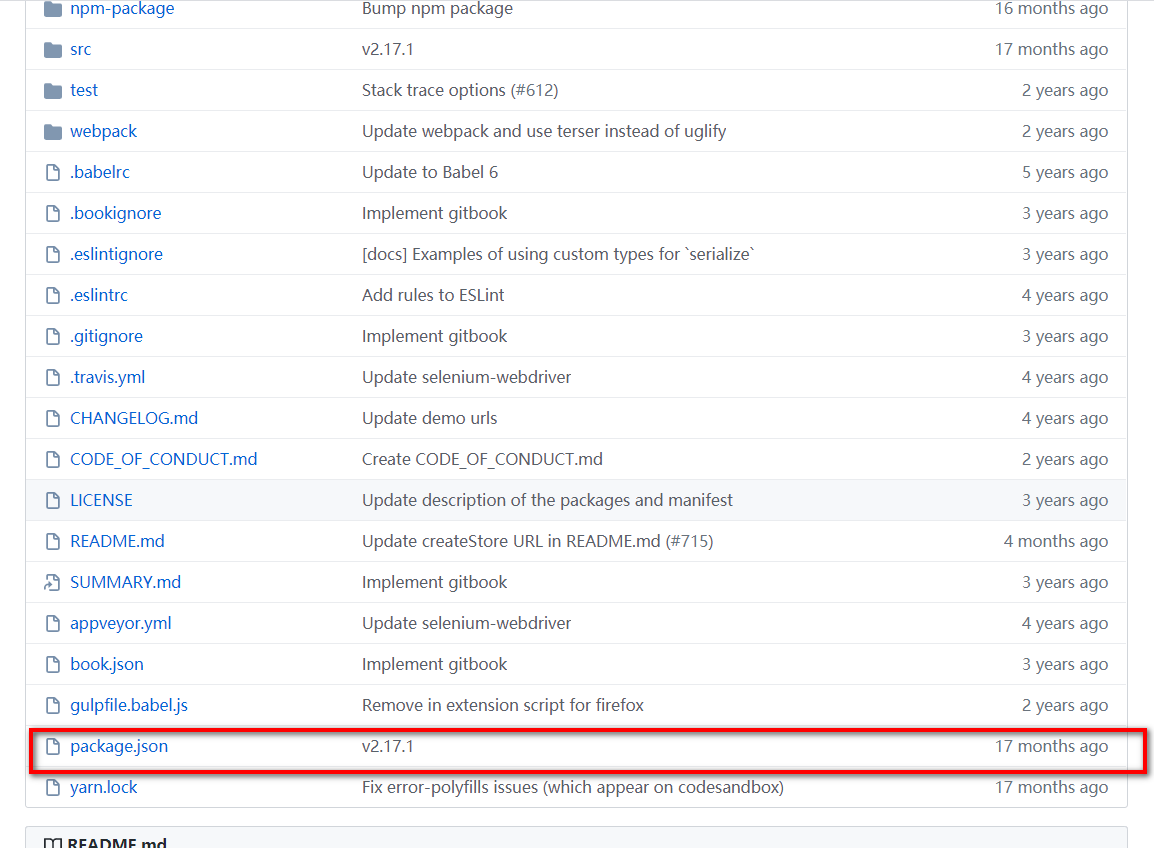 npm-package Bump npm package 16 months ago
src v2.17.1 17 months ago
test Stack trace options (#612) 2 years ago
webpack Update webpack and use terser instead of uglify 2 years ago
.babelrc Update to Babel 6 5 years ago
.bookignore Implement gitbook 3 years ago
.eslintignore [docs] Examples of using custom types for `serialize` 3 years ago
.eslintrc Add rules to ESLint 4 years ago
.gitignore Implement gitbook 3 years ago
.travis.yml Update selenium-webdriver 4 years ago
CHANGELOG.md Update demo urls 4 years ago
CODE_OF_CONDUCT.md Create CODE_OF_CONDUCT.md 2 years ago
LICENSE Update description of the packages and manifest 3 years ago
README.md Update createStore URL in README.md (#715) 4 months ago
SUMMARY.md Implement gitbook 3 years ago
appveyor.yml Update selenium-webdriver 4 years ago
book.json Implement gitbook 3 years ago
gulpfile.babel.js Remove in extension script for firefox 2 years ago
package.json v2.17.1 17 months ago
yarn.lock Fix error-polyfills issues (which appear on codesandbox) 17 months ago
README.md